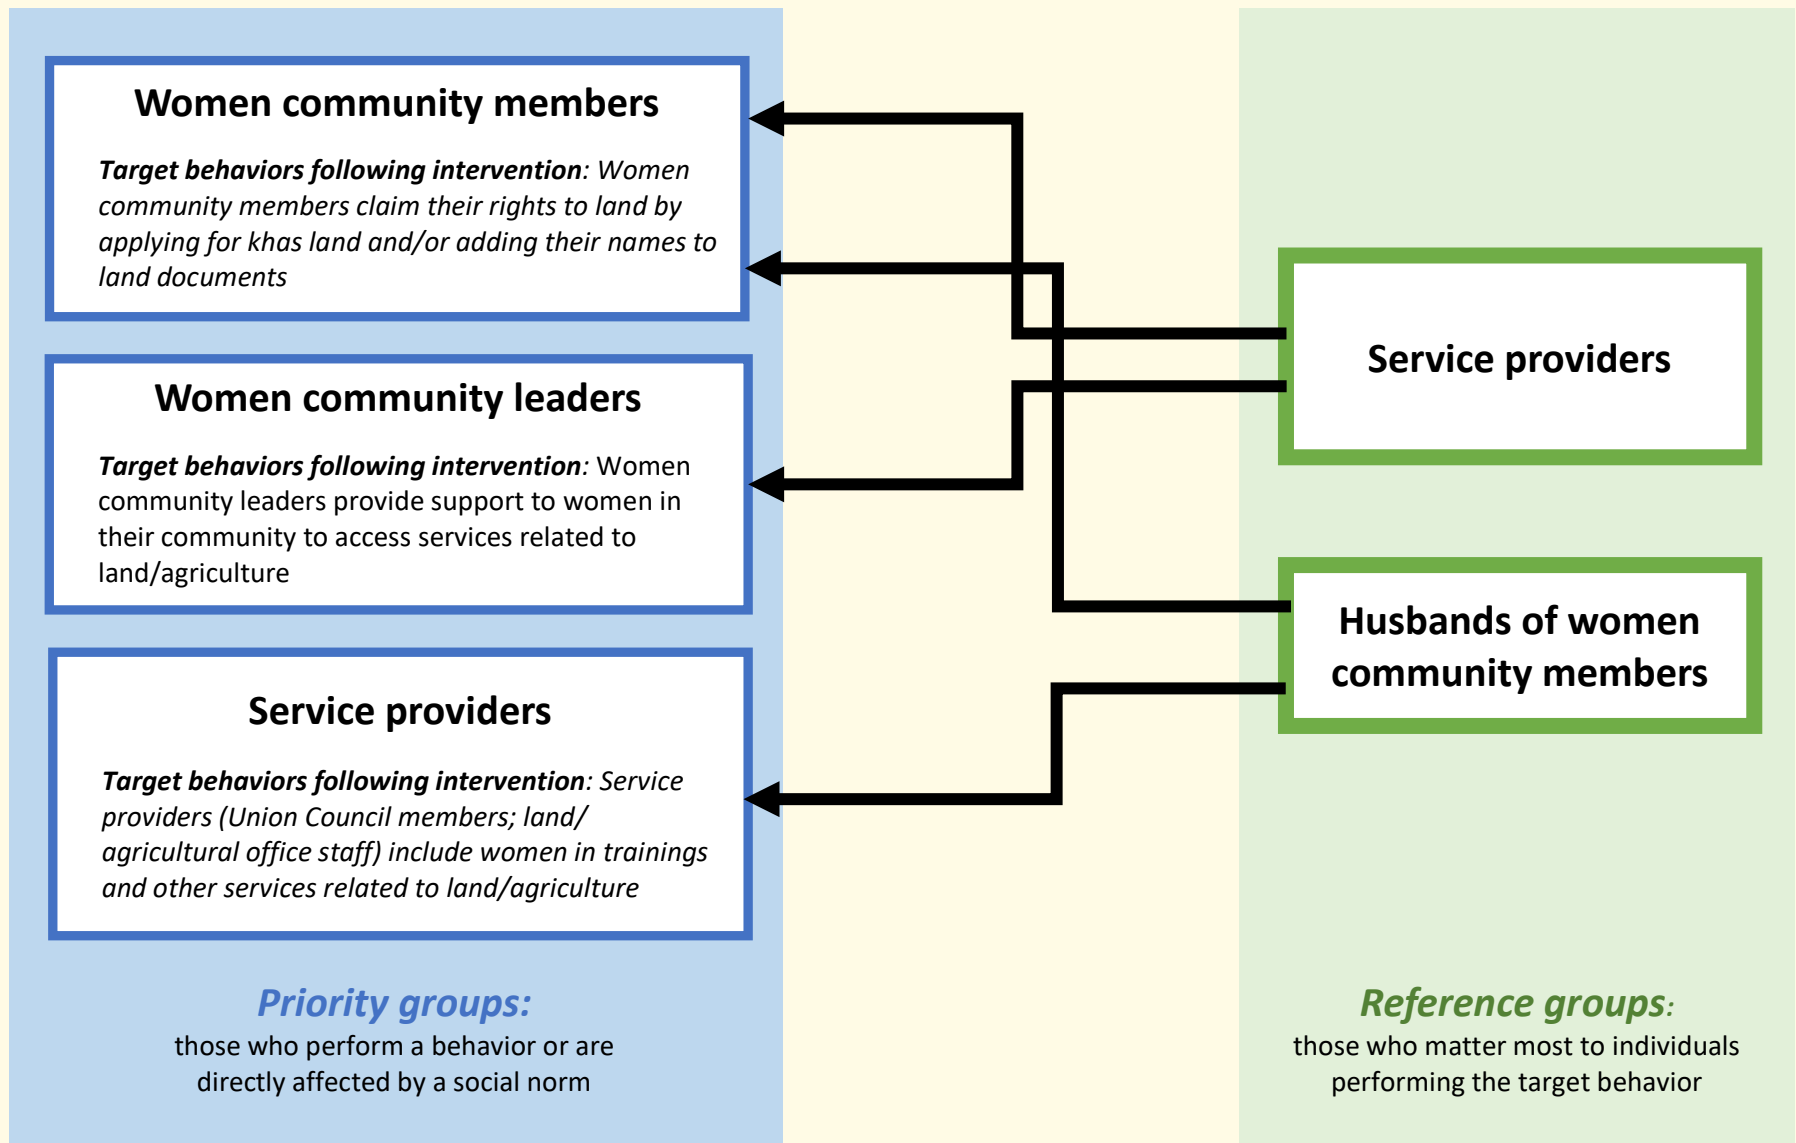 Women community members
Target behaviors following intervention: Women
community members claim their rights to land by
applying for khas land and/or adding their names to
land documents
Women community leaders
Target behaviors following intervention: Women
community leaders provide support to women in
their community to access services related to
land/agriculture
Service providers
Target behaviors following intervention: Service
providers (Union Council members; land/
agricultural office staff) include women in trainings
and other services related to land/agriculture
Priority groups:
those who perform a behavior or are
directly affected by a social norm
Service providers
Husbands of women
community members
Reference groups:
those who matter most to individuals
performing the target behavior